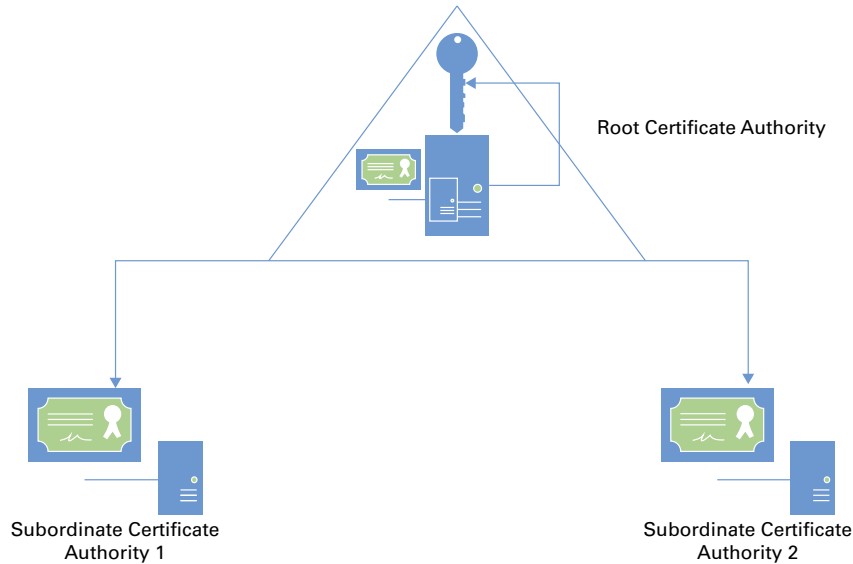 Root Certificate Authority
Subordinate Certificate
Authority 1
Subordinate Certificate
Authority 2